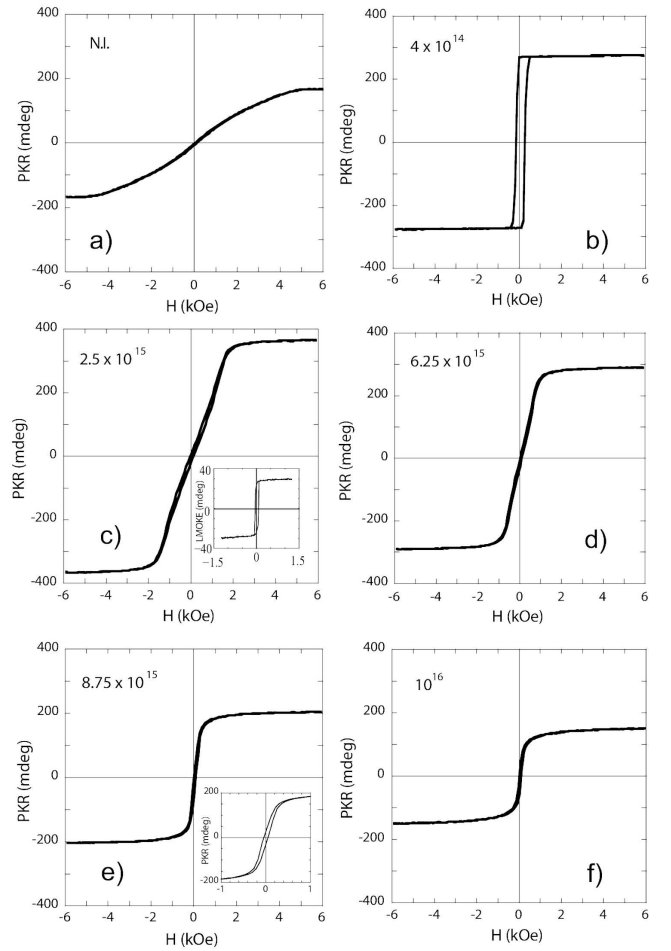 400
N.I.
200
PKR (mdeg)
0
-200
a)
-400
-6 -4 -2 0 2 4 6
H (kOe)
400
4 x 10^14
200
PKR (mdeg)
0
-200
b)
-400
-6 -4 -2 0 2 4 6
H (kOe)
400
2.5 x 10^15
200
PKR (mdeg)
0
-200
c)
-400
-6 -4 -2 0 2 4 6
H (kOe)
40
LMOKE (mdeg)
0
-40
-1.5 0 1.5
400
6.25 x 10^15
200
PKR (mdeg)
0
-200
d)
-400
-6 -4 -2 0 2 4 6
H (kOe)
400
8.75 x 10^15
200
PKR (mdeg)
0
-200
e)
-400
-6 -4 -2 0 2 4 6
H (kOe)
200
PKR (mdeg)
0
-200
-1 0 1
400
10^16
200
PKR (mdeg)
0
-200
f)
-400
-6 -4 -2 0 2 4 6
H (kOe)